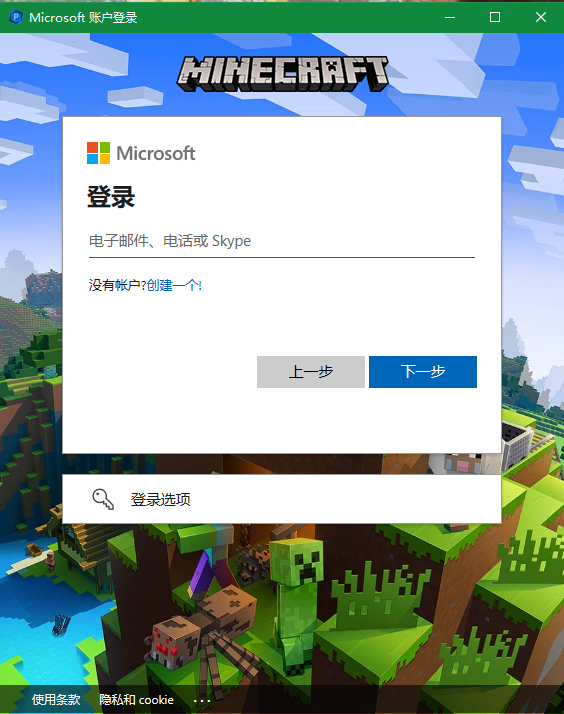 Microsoft 账户登录
MINECRAFT
Microsoft
登录
电子邮件、电话或 Skype
没有帐户?创建一个!
上一步
下一步
登录选项
使用条款 隐私和 cookie ...